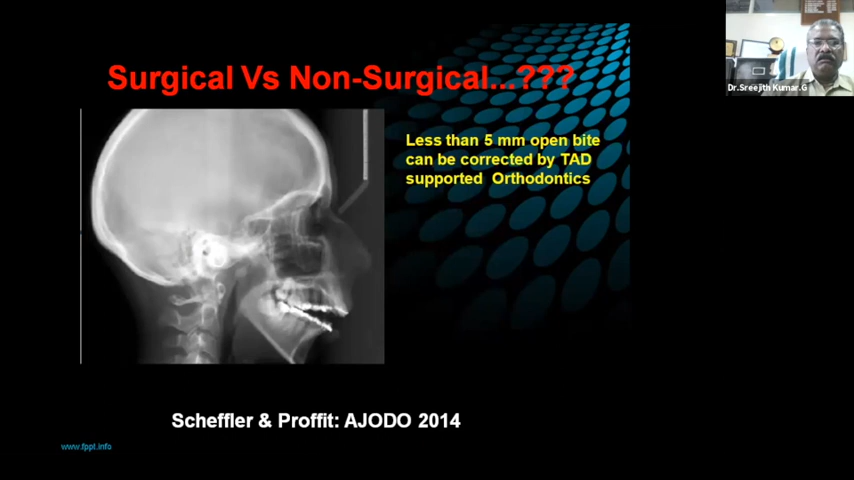 Surgical Vs Non-Surgical...???
Less than 5 mm open bite
can be corrected by TAD
supported Orthodontics
Scheffler & Proffit: AJODO 2014
www.fppt.info
Dr.Sreejith Kumar.G